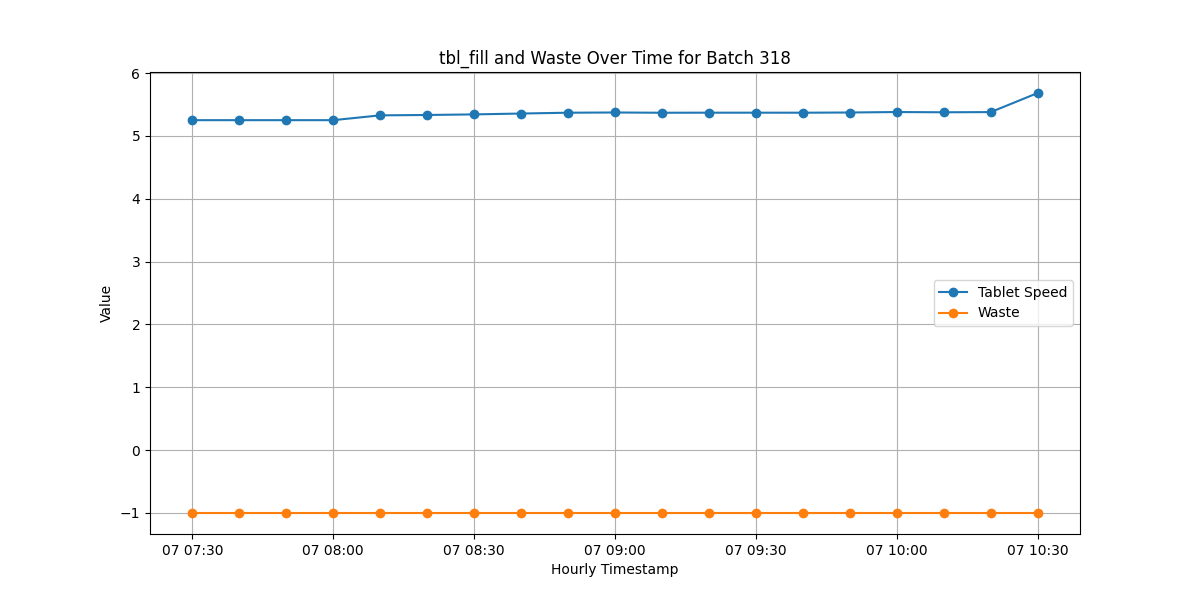 tbl_fill and Waste Over Time for Batch 318
6
5
4
3
2
1
0
−1
Value
Tablet Speed
Waste
07 07:30 07 08:00 07 08:30 07 09:00 07 09:30 07 10:00 07 10:30
Hourly Timestamp